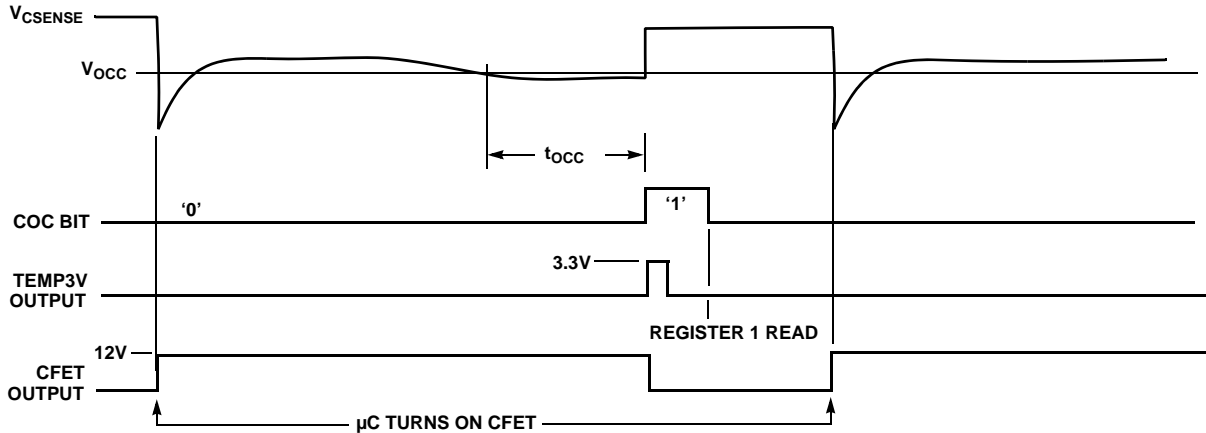 VCSENSE
VOCC
tOCC
COC BIT
'0'
'1'
3.3V
TEMP3V
OUTPUT
REGISTER 1 READ
12V
CFET
OUTPUT
µC TURNS ON CFET